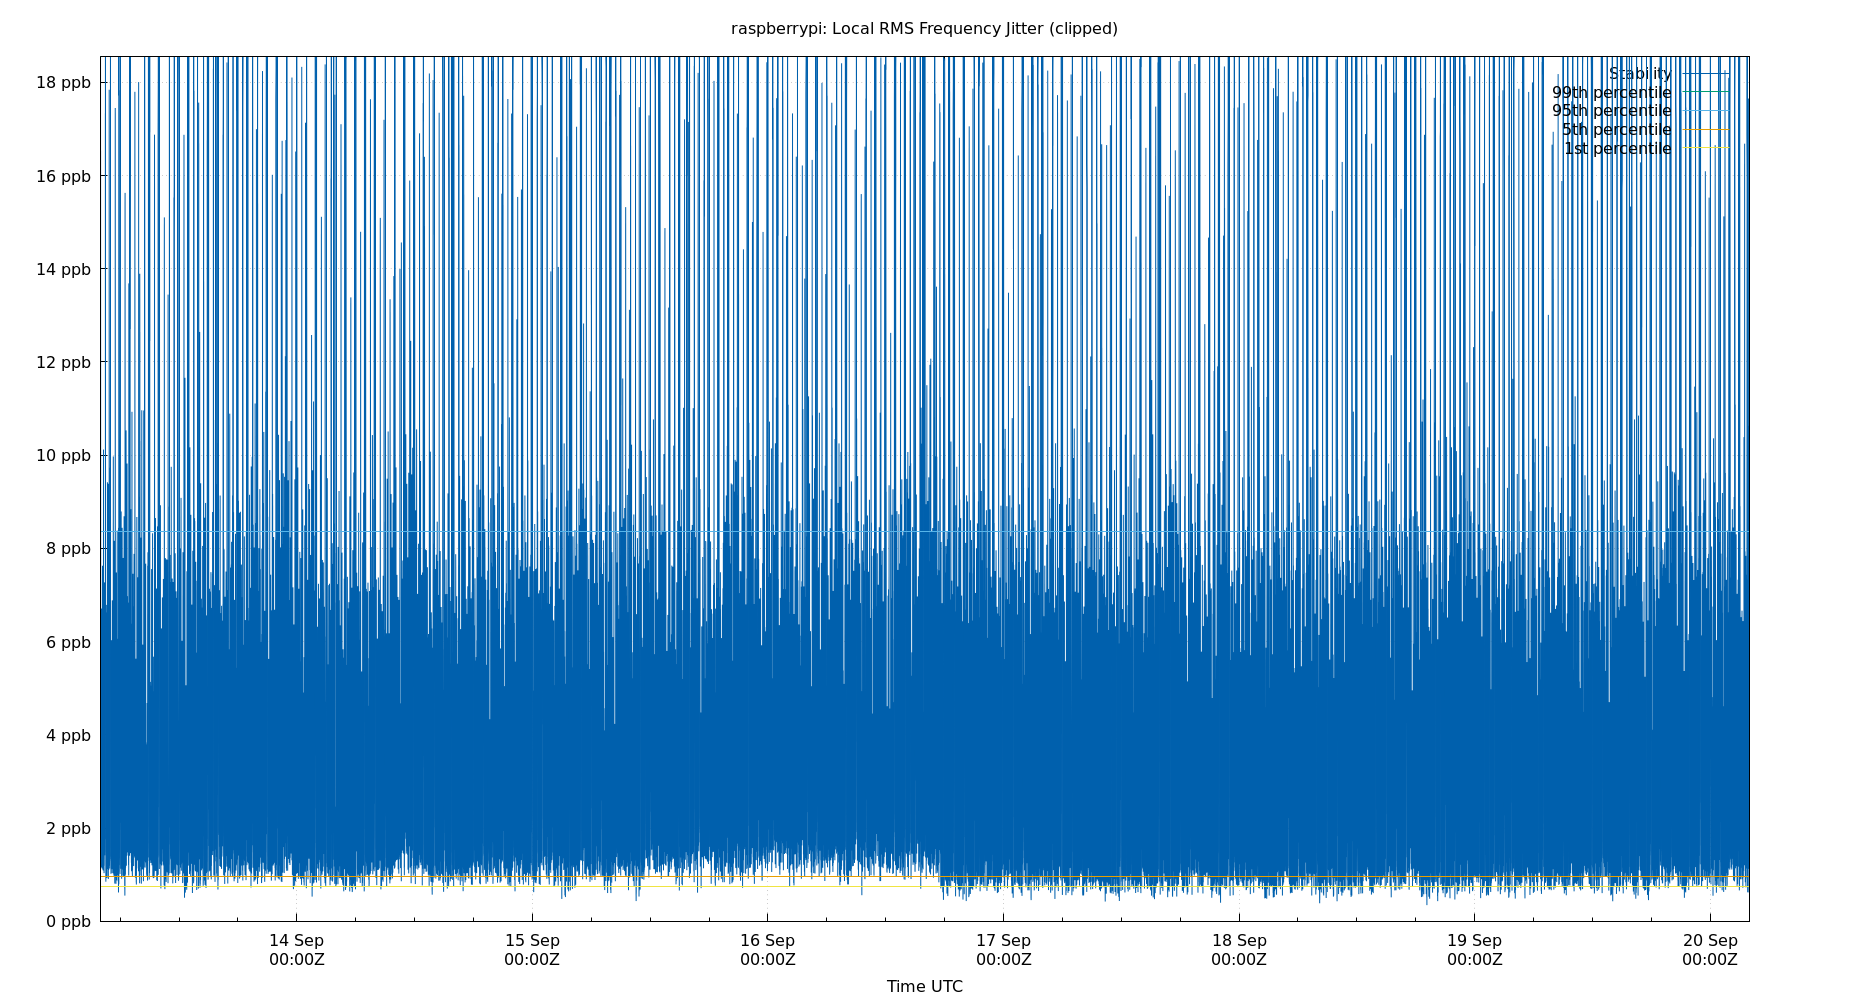 raspberrypi: Local RMS Frequency Jitter (clipped)
18 ppb
16 ppb
14 ppb
12 ppb
10 ppb
8 ppb
6 ppb
4 ppb
2 ppb
0 ppb
Stability
99th percentile
95th percentile
5th percentile
1st percentile
14 Sep
00:00Z
15 Sep
00:00Z
16 Sep
00:00Z
17 Sep
00:00Z
18 Sep
00:00Z
19 Sep
00:00Z
20 Sep
00:00Z
Time UTC